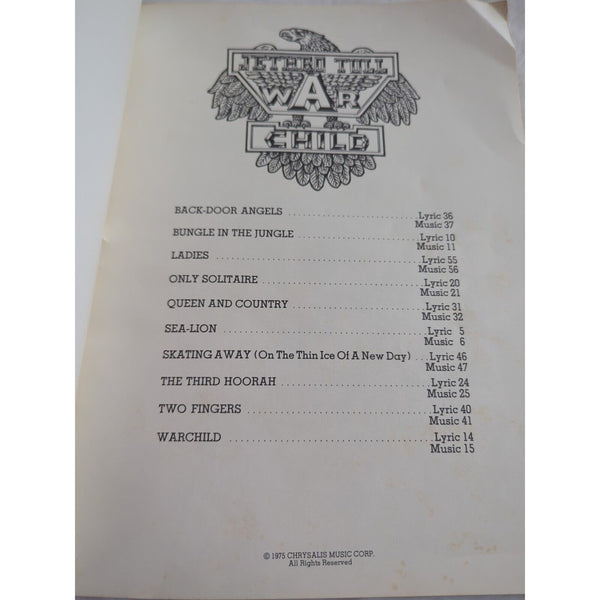 JETHRO TULL
WAR
CHILD
BACK-DOOR ANGELS ........................ Lyric 36
Music 37
BUNGLE IN THE JUNGLE ........................ Lyric 10
Music 11
LADIES ........................ Lyric 55
Music 56
ONLY SOLITAIRE ........................ Lyric 20
Music 21
QUEEN AND COUNTRY ........................ Lyric 31
Music 32
SEA-LION ........................ Lyric 5
Music 6
SKATING AWAY (On The Thin Ice Of A New Day) ... Lyric 46
Music 47
THE THIRD HOORAH ........................ Lyric 24
Music 25
TWO FINGERS ........................ Lyric 40
Music 41
WARCHILD ........................ Lyric 14
Music 15
© 1975 CHRYSALIS MUSIC CORP.
All Rights Reserved